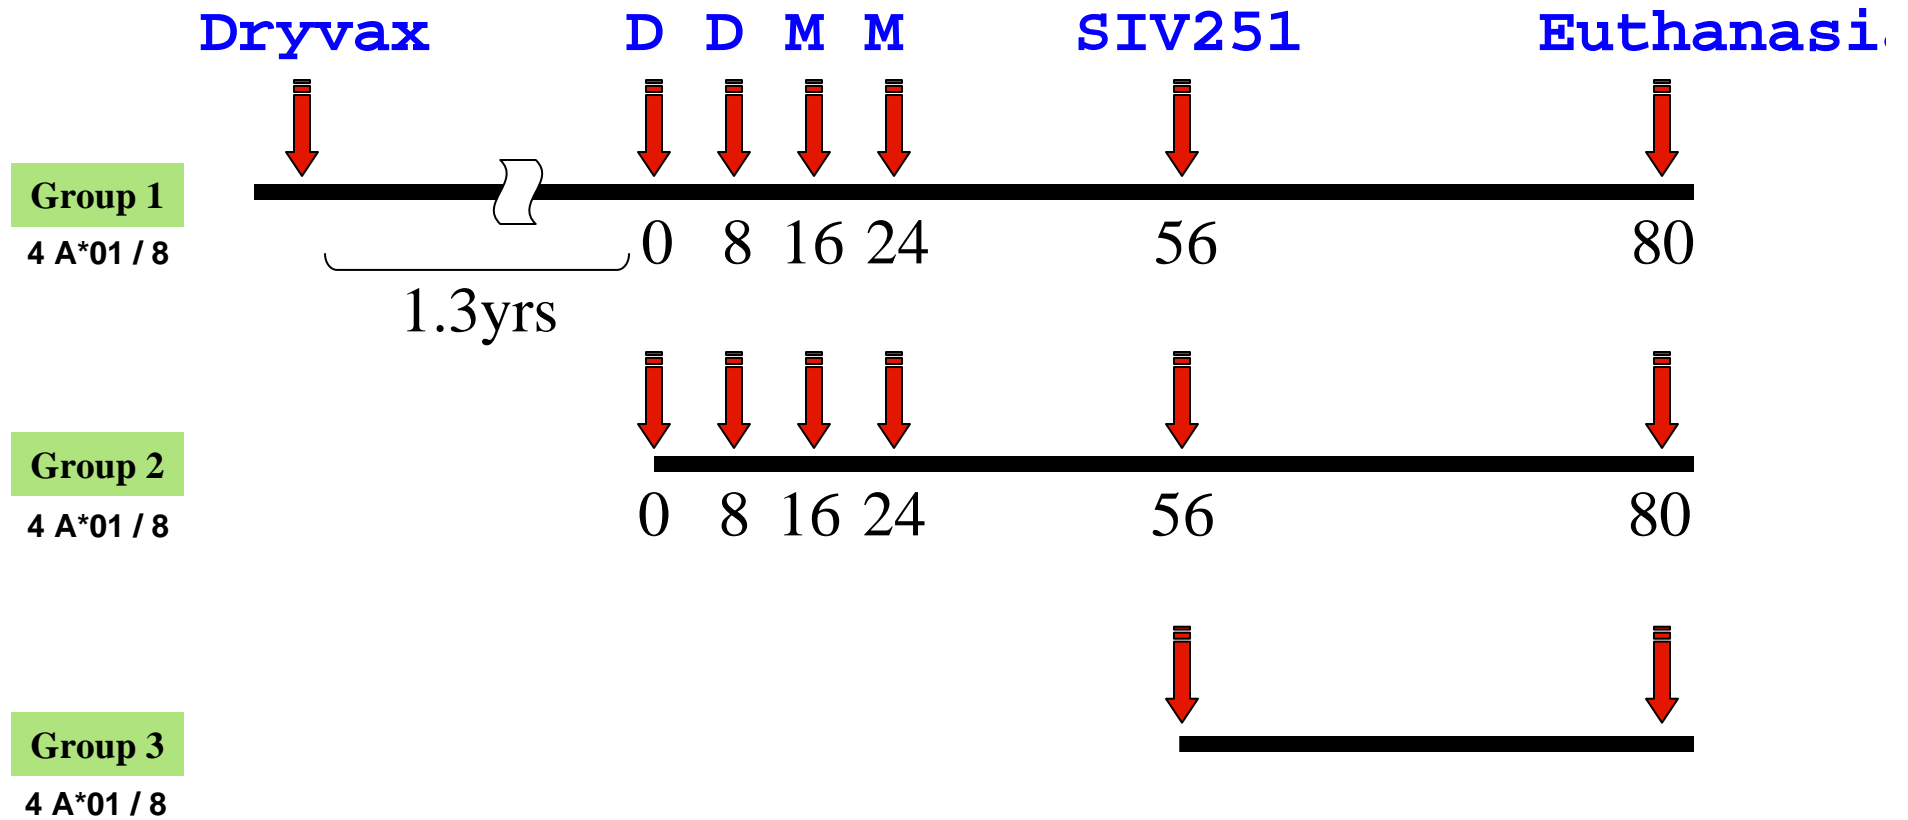 Dryvax D D M M SIV251 Euthanasi
Group 1
4 A*01 / 8
0 8 16 24 56 80
1.3yrs
Group 2
4 A*01 / 8
0 8 16 24 56 80
Group 3
4 A*01 / 8